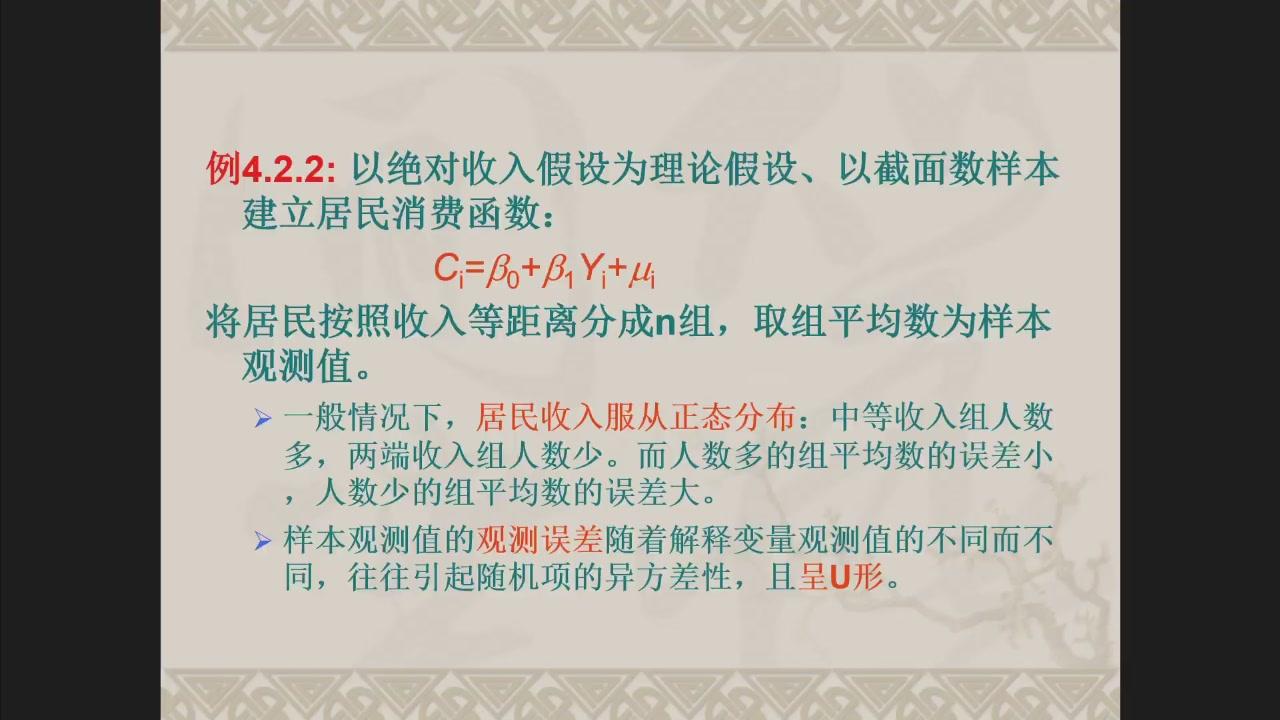 例4.2.2: 以绝对收入假设为理论假设、以截面数样本
建立居民消费函数：
Ci=β0+β1Yi+μi
将居民按照收入等距离分成n组，取组平均数为样本
观测值。
➢ 一般情况下，居民收入服从正态分布：中等收入组人数
多，两端收入组人数少。而人数多的组平均数的误差小
，人数少的组平均数的误差大。
➢ 样本观测值的观测误差随着解释变量观测值的不同而不
同，往往引起随机项的异方差性，且呈U形。